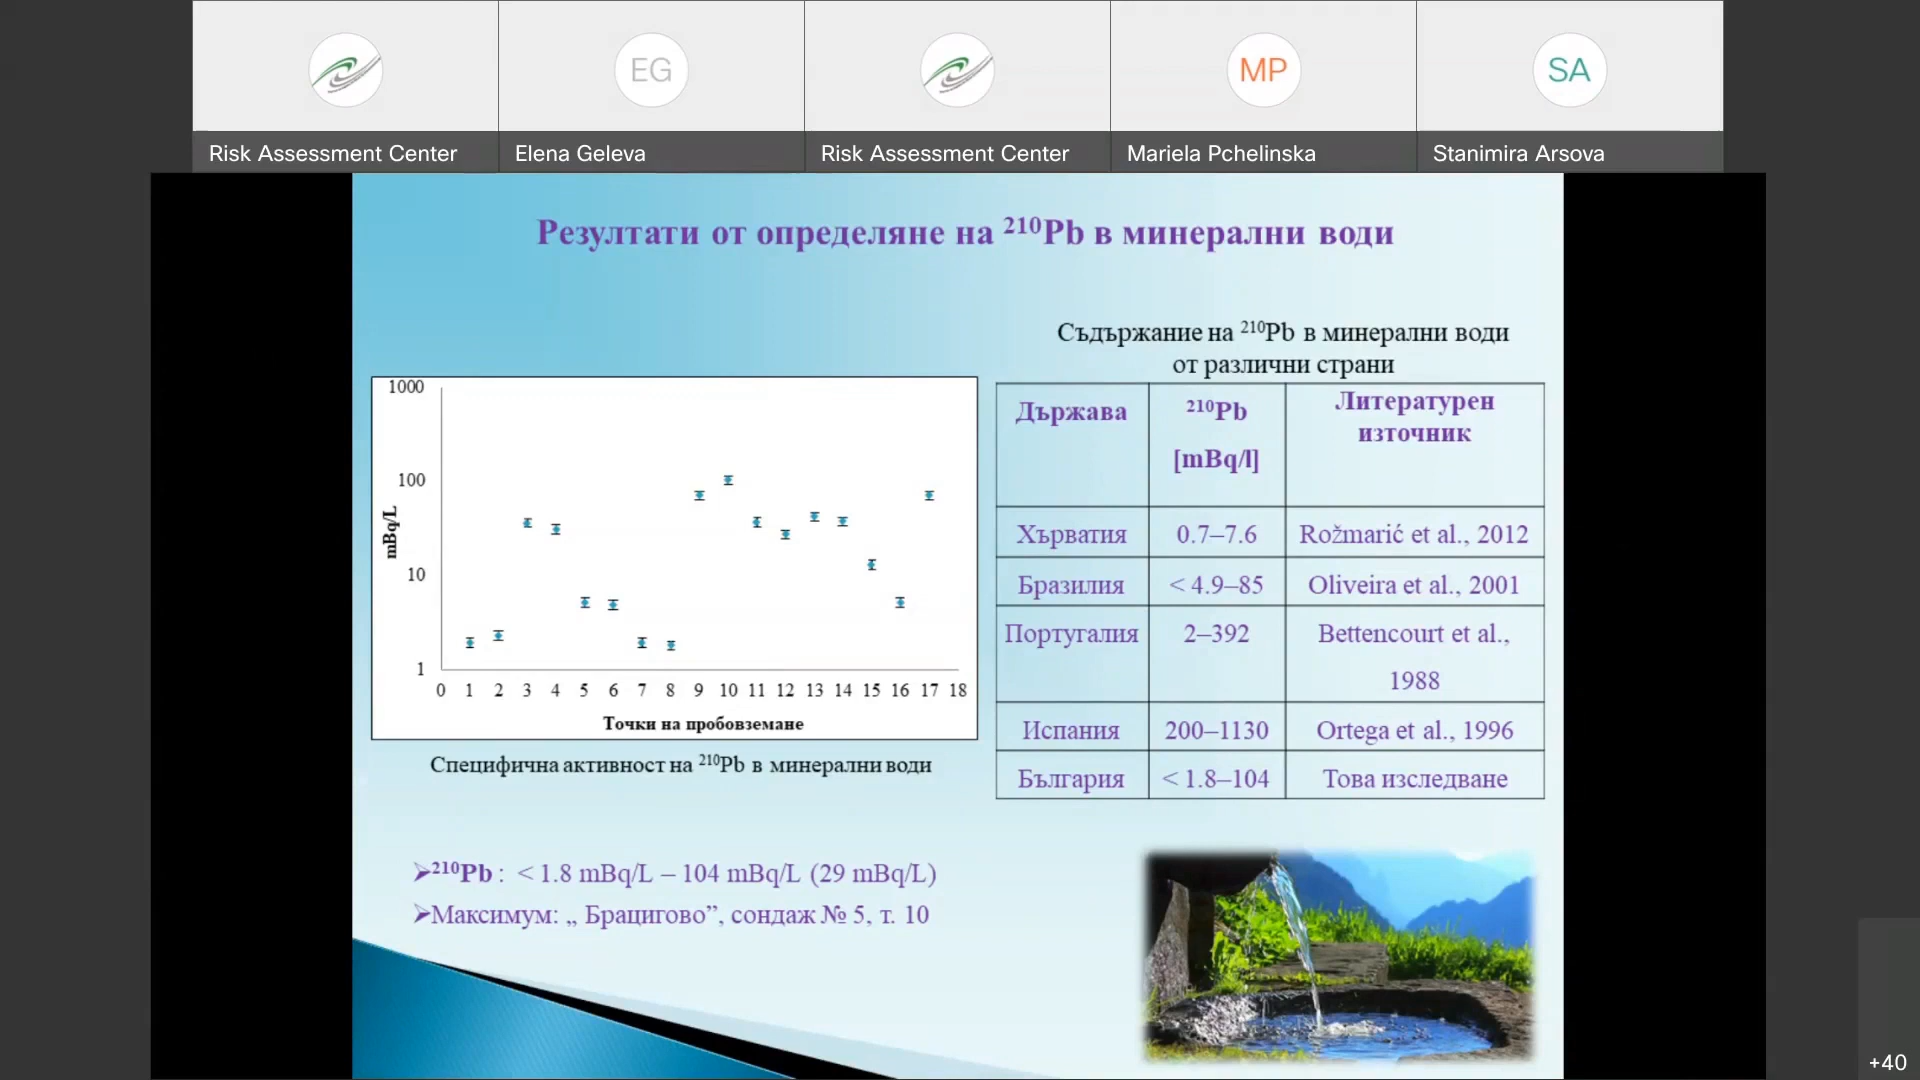 EG
MP
SA
Risk Assessment Center
Elena Geleva
Risk Assessment Center
Mariela Pchelinska
Stanimira Arsova
Резултати от определяне на ²¹⁰Pb в минерални води
Съдържание на ²¹⁰Pb в минерални води
от различни страни
1000
100
10
1
mBq/L
0 1 2 3 4 5 6 7 8 9 10 11 12 13 14 15 16 17 18
Точки на пробовземане
Специфична активност на ²¹⁰Pb в минерални води
Държава
²¹⁰Pb
[mBq/l]
Литературен
източник
Хърватия 0.7–7.6 Rožmarić et al., 2012
Бразилия < 4.9–85 Oliveira et al., 2001
Португалия 2–392 Bettencourt et al.,
1988
Испания 200–1130 Ortega et al., 1996
България < 1.8–104 Това изследване
➢²¹⁰Pb : < 1.8 mBq/L – 104 mBq/L (29 mBq/L)
➢Максимум: „ Брацигово”, сондаж № 5, т. 10
+40